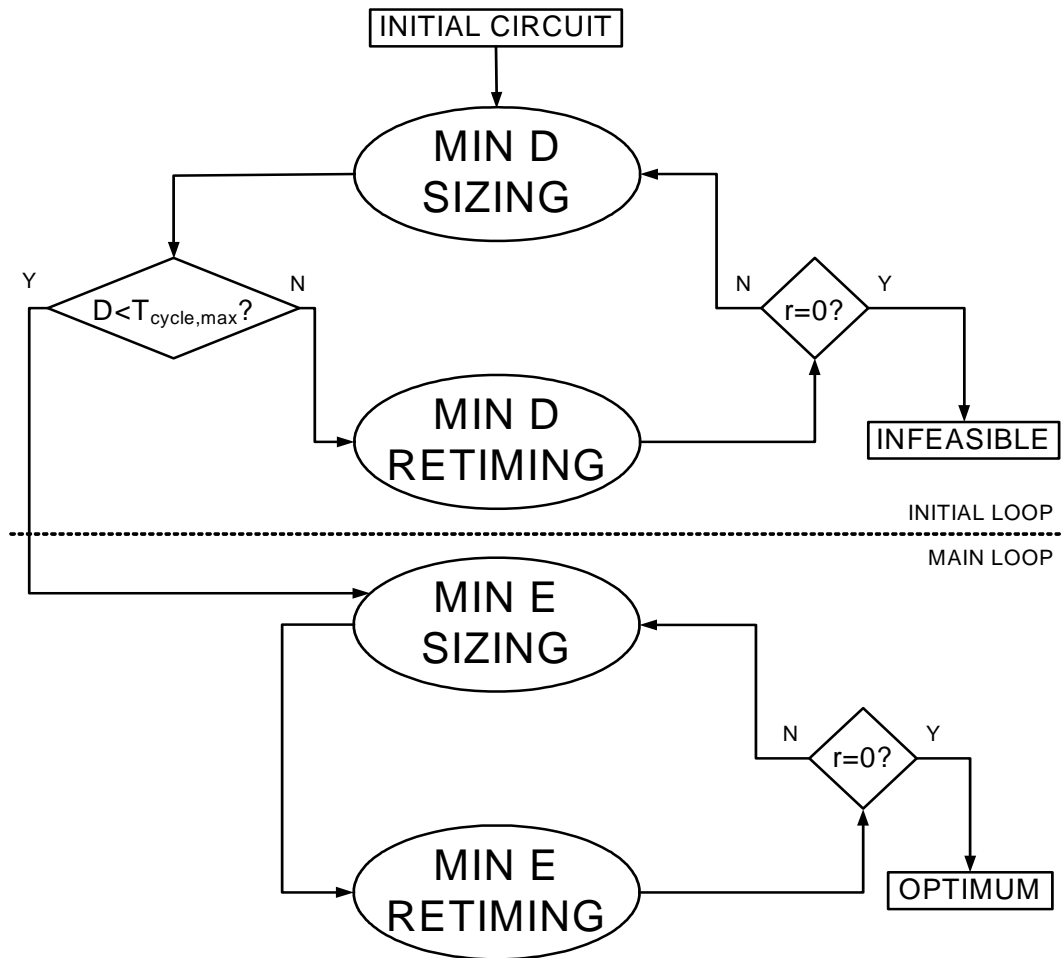 INITIAL CIRCUIT
MIN D
SIZING
Y
D<Tcycle,max?
N
N
r=0?
Y
MIN D
RETIMING
INFEASIBLE
INITIAL LOOP
MAIN LOOP
MIN E
SIZING
N
r=0?
Y
MIN E
RETIMING
OPTIMUM